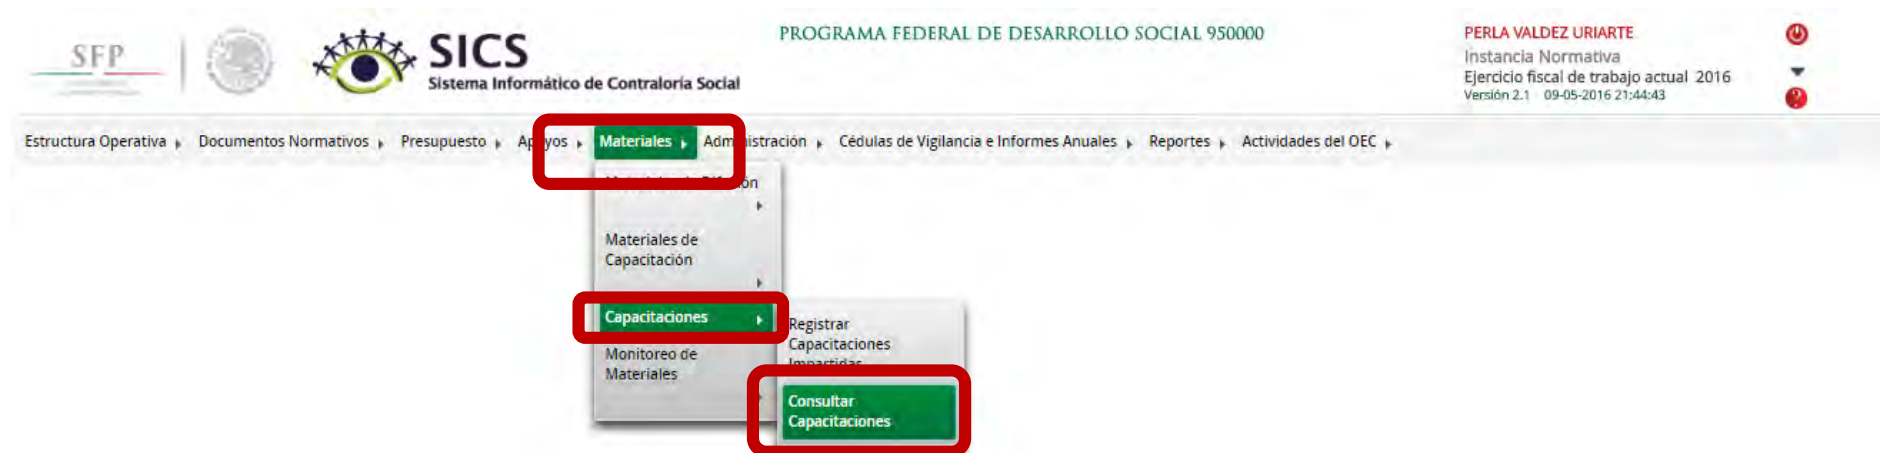 SFP
SICS
Sistema Informático de Contraloría Social
PROGRAMA FEDERAL DE DESARROLLO SOCIAL 950000
PERLA VALDEZ URIARTE
Instancia Normativa
Ejercicio fiscal de trabajo actual 2016
Versión 2.1 09-05-2016 21:44:43
Estructura Operativa Documentos Normativos Presupuesto Apoyos Materiales Administración Cédulas de Vigilancia e Informes Anuales Reportes Actividades del OEC
Materiales de
Capacitación
Capacitaciones
Monitoreo de
Materiales
Registrar
Capacitaciones
Impartidas
Consultar
Capacitaciones